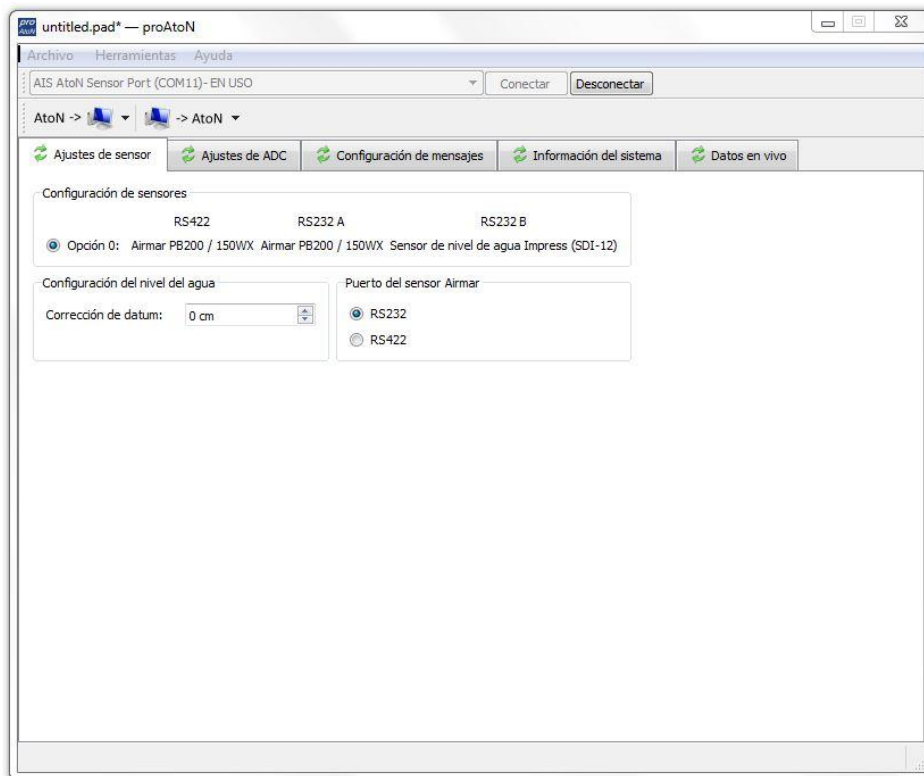 pro AtoN untitled.pad* — proAtoN
Archivo Herramientas Ayuda
AIS AtoN Sensor Port (COM11)- EN USO Conectar Desconectar
AtoN -> -> AtoN
Ajustes de sensor Ajustes de ADC Configuración de mensajes Información del sistema Datos en vivo
Configuración de sensores
RS422 RS232 A RS232 B
Opción 0: Airmar PB200 / 150WX Airmar PB200 / 150WX Sensor de nivel de agua Impress (SDI-12)
Configuración del nivel del agua Puerto del sensor Airmar
Corrección de datum: 0 cm RS232
RS422